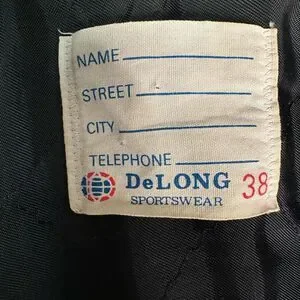 NAME
STREET
CITY
TELEPHONE
DeLONG 38
SPORTSWEAR